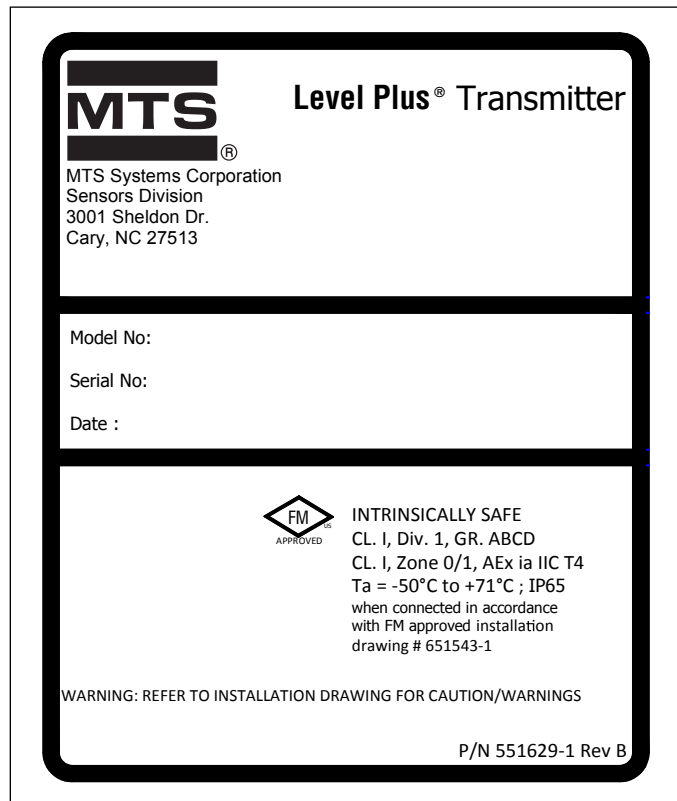 MTS
®
Level Plus® Transmitter
MTS Systems Corporation
Sensors Division
3001 Sheldon Dr.
Cary, NC 27513
Model No:
Serial No:
Date :
FM
US
APPROVED
INTRINSICALLY SAFE
CL. I, Div. 1, GR. ABCD
CL. I, Zone 0/1, AEx ia IIC T4
Ta = -50°C to +71°C ; IP65
when connected in accordance
with FM approved installation
drawing # 651543-1
WARNING: REFER TO INSTALLATION DRAWING FOR CAUTION/WARNINGS
P/N 551629-1 Rev B